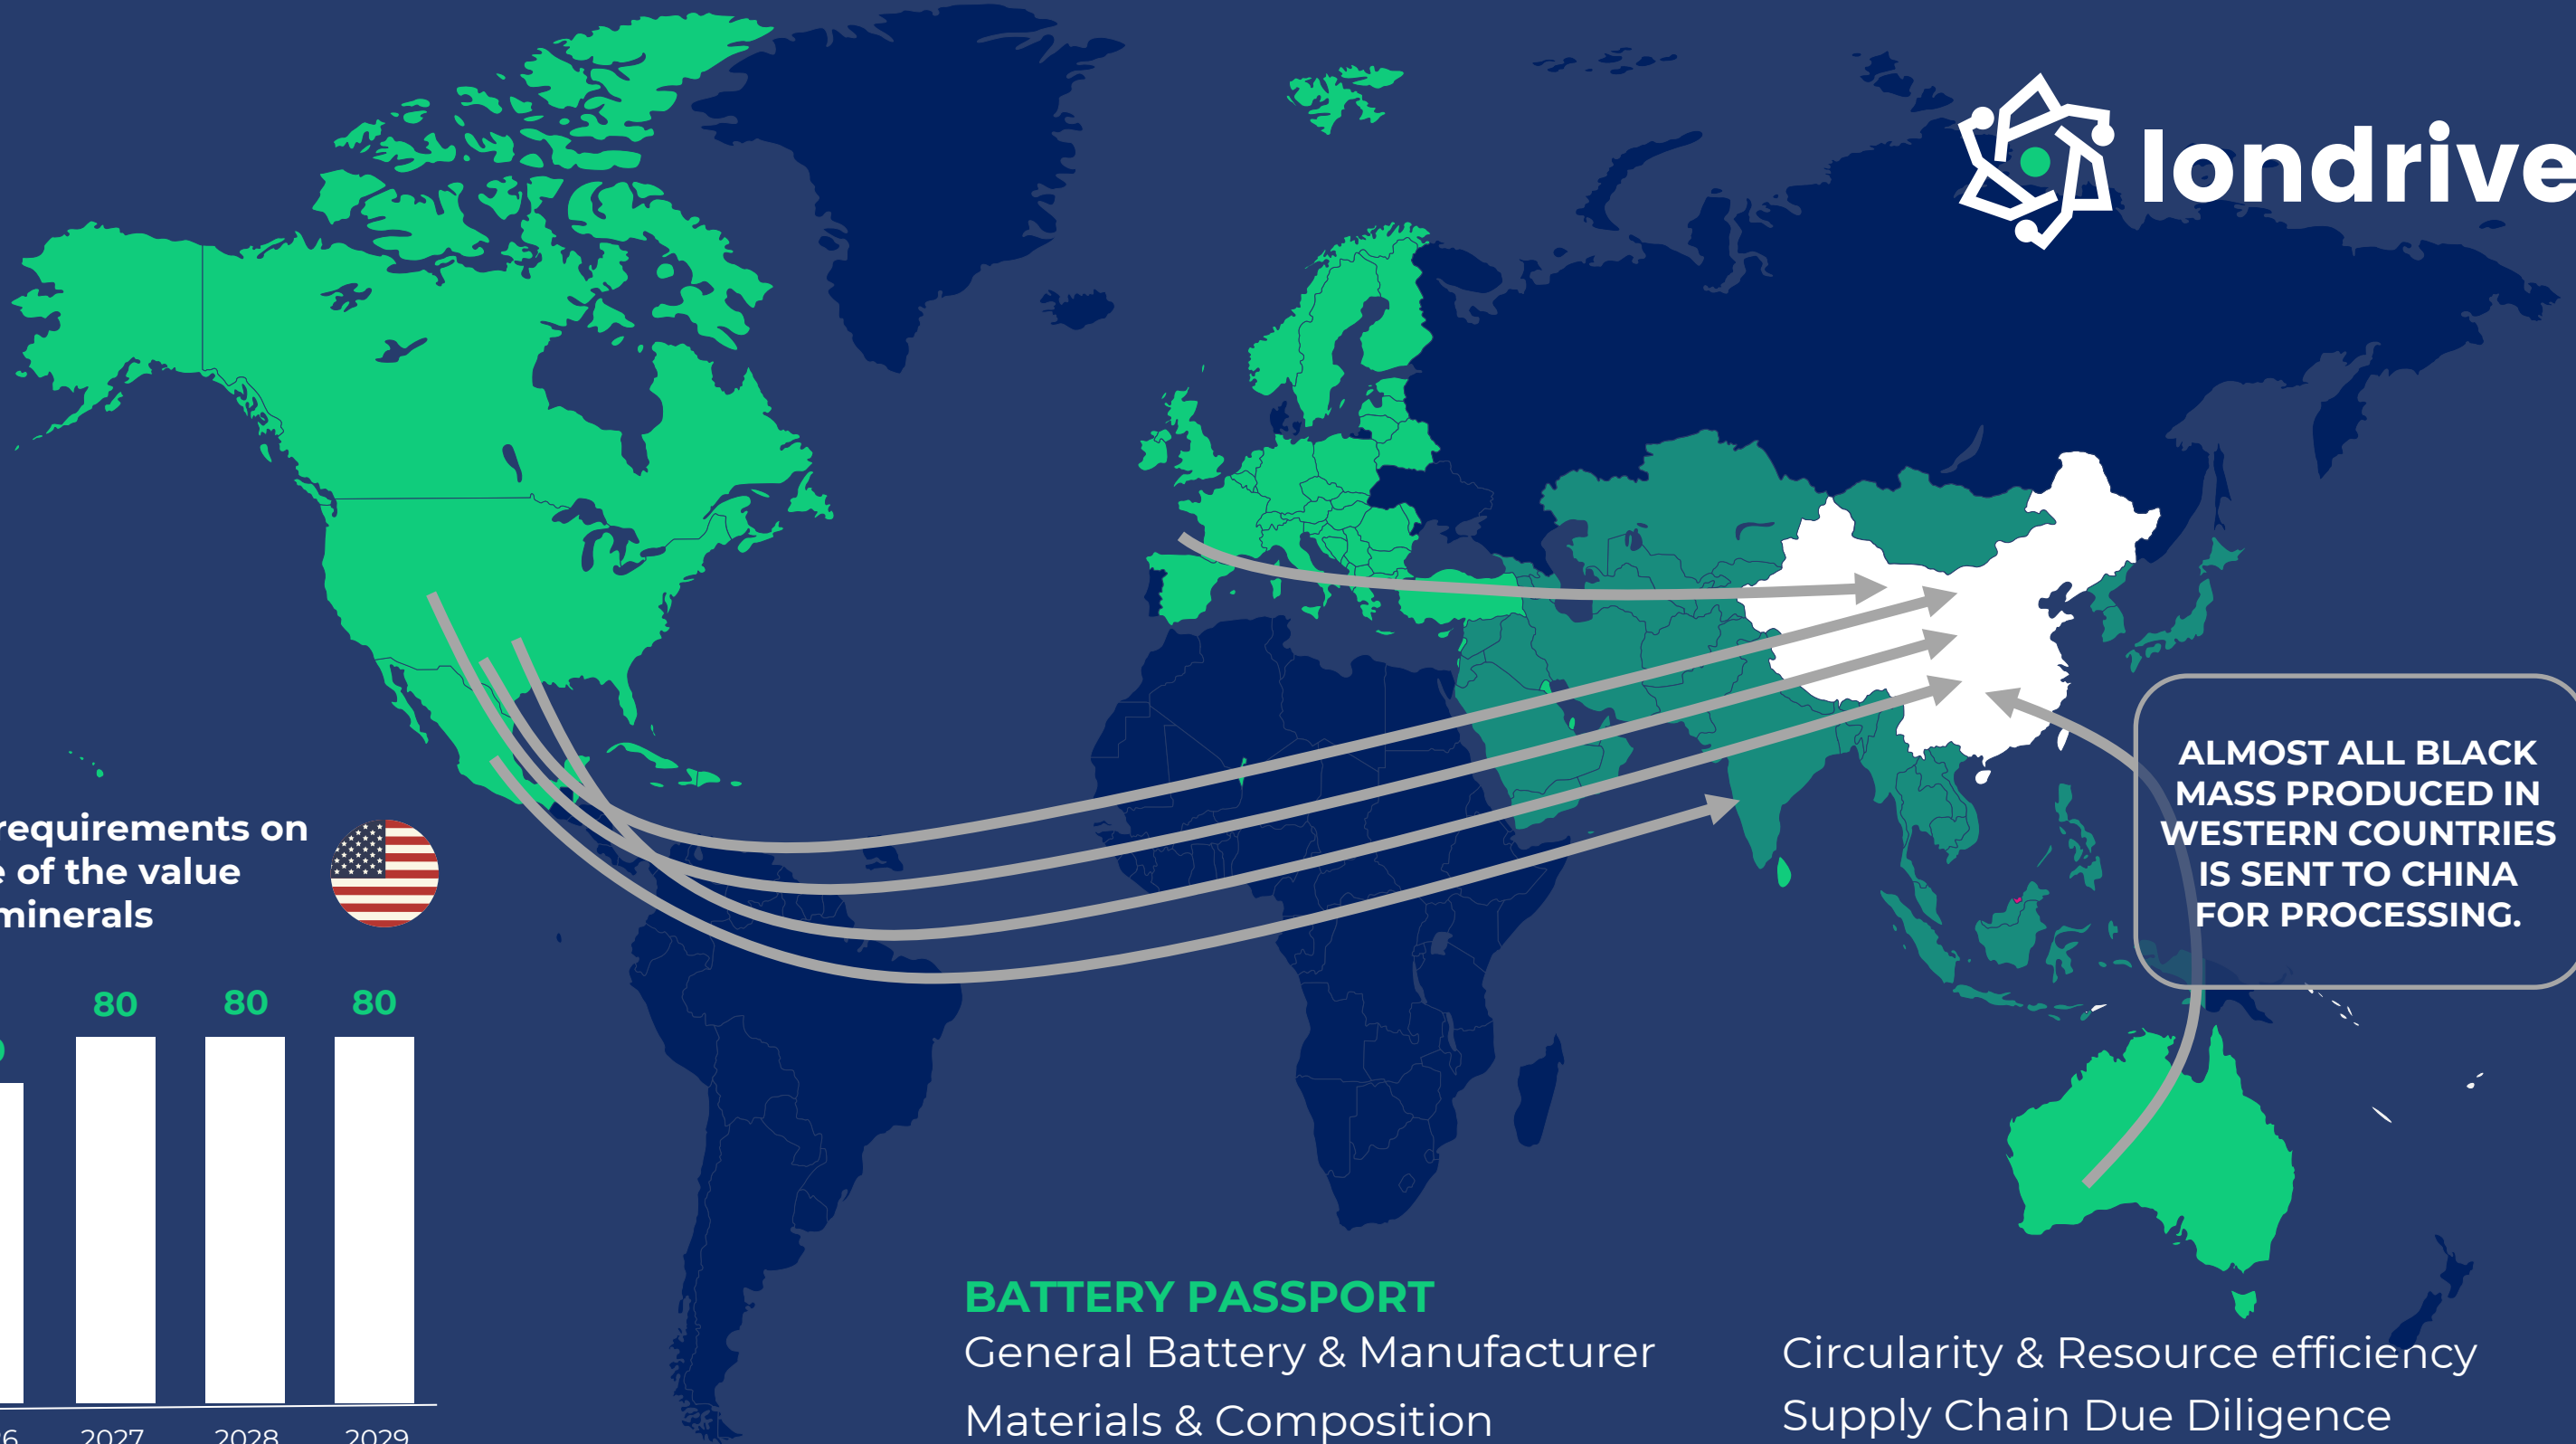 Iondrive
ALMOST ALL BLACK
MASS PRODUCED IN
WESTERN COUNTRIES
IS SENT TO CHINA
FOR PROCESSING.
requirements on
of the value
minerals
80 80 80
2027 2028 2029
BATTERY PASSPORT
General Battery & Manufacturer
Materials & Composition
Circularity & Resource efficiency
Supply Chain Due Diligence